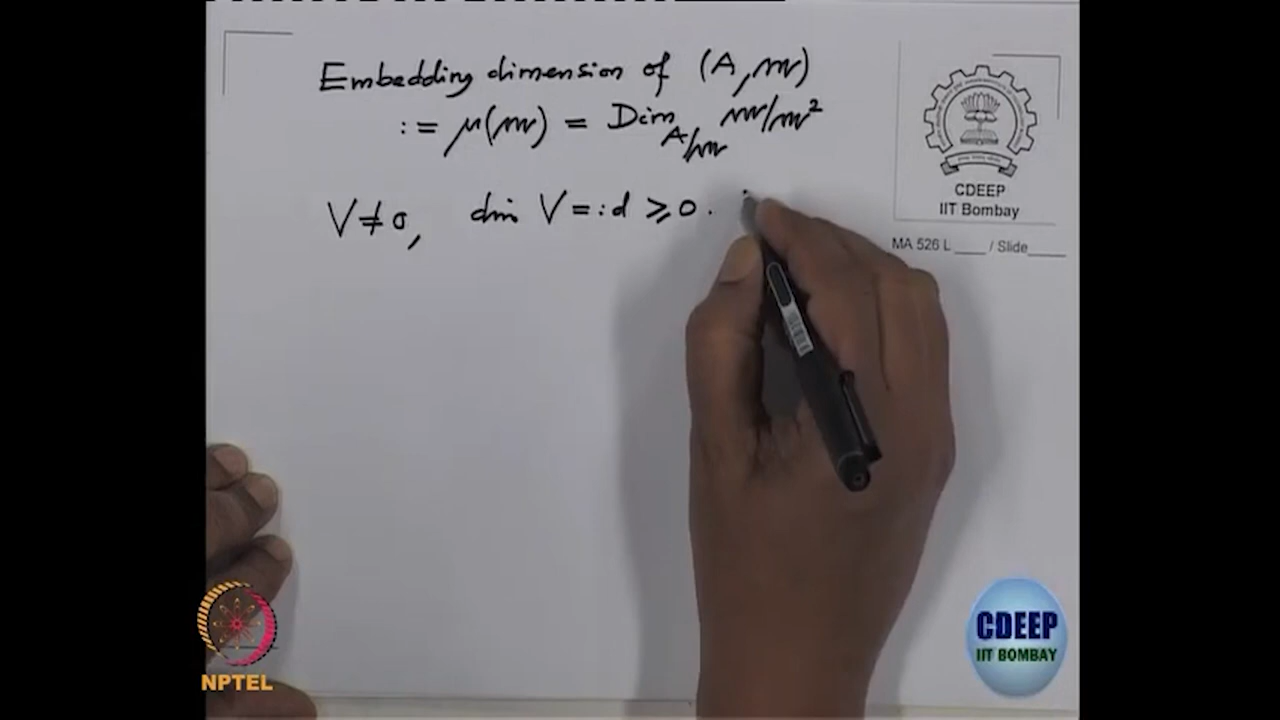 Embedding dimension of (A, m)
:= μ(m) = Dim_{A/m} m/m²
V ≠ 0, dim V =: d ≥ 0.
CDEEP
IIT Bombay
MA 526 L ____ / Slide____
NPTEL
CDEEP
IIT BOMBAY